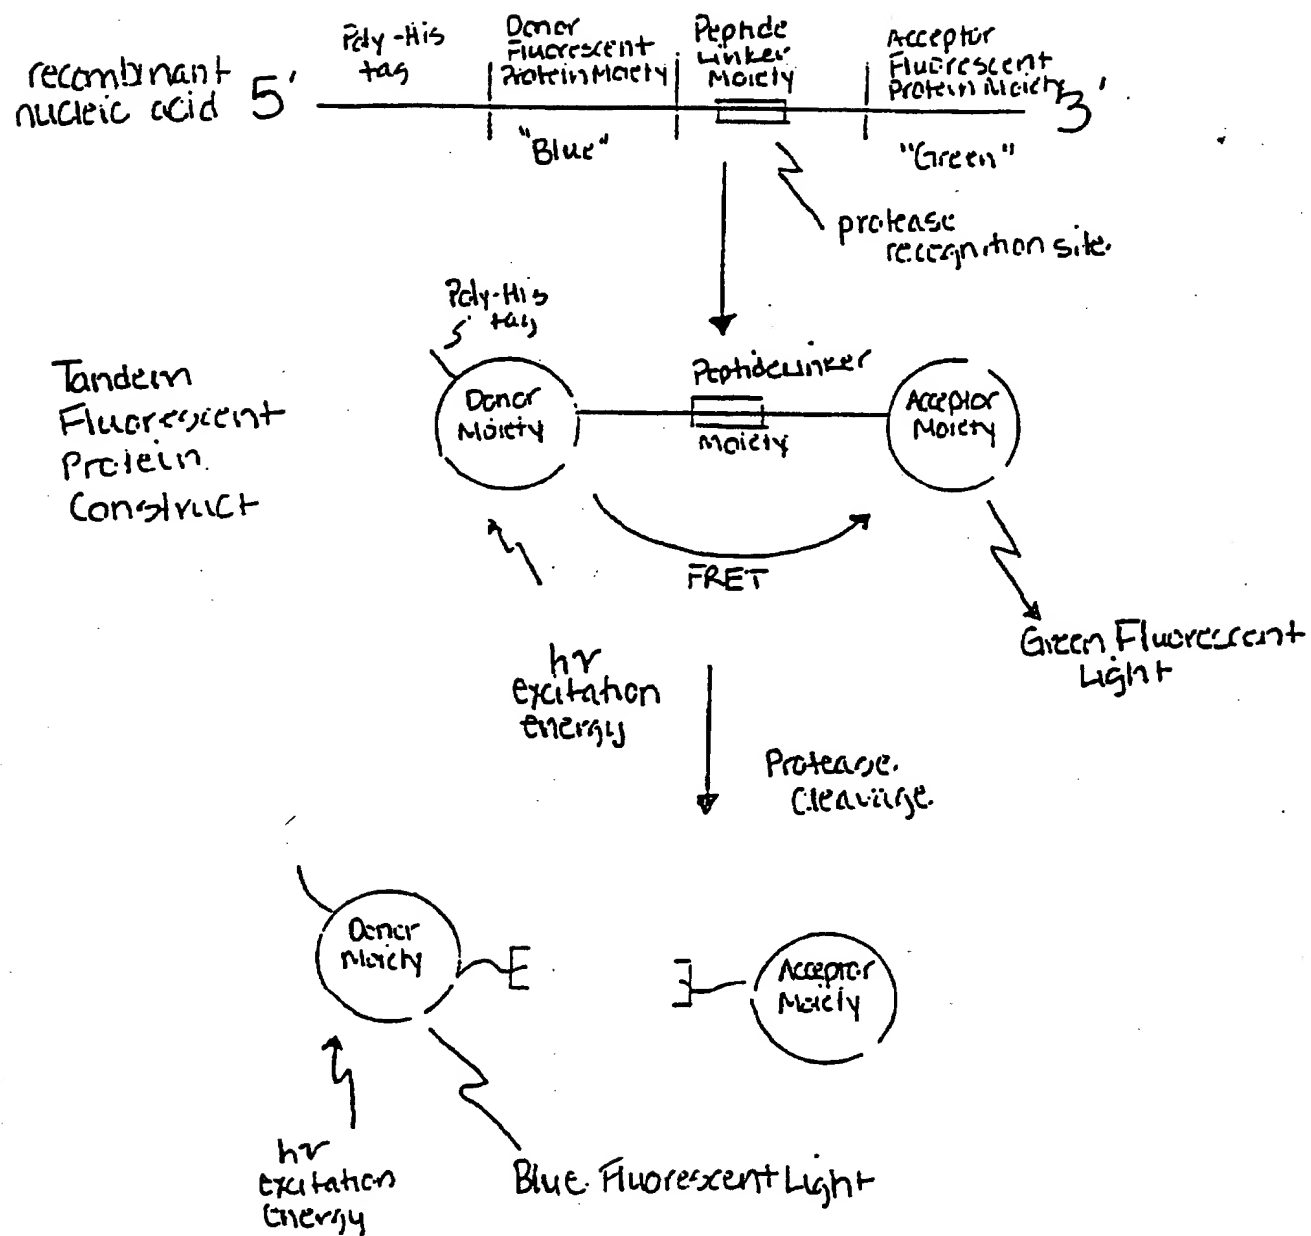 recombinant
nucleic acid
5'
Poly-His
tag
Donor
Fluorescent
Protein Moiety
"Blue"
Peptide
Linker
Moiety
Acceptor
Fluorescent
Protein Moiety
"Green"
3'
protease
recognition site.
Tandem
Fluorescent
Protein
Construct
Poly-His
tag
Donor
Moiety
Peptide Linker
Moiety
Acceptor
Moiety
FRET
hν
excitation
energy
Green Fluorescent
Light
Protease
Cleavage
Donor
Moiety
Acceptor
Moiety
hν
excitation
Energy
Blue Fluorescent Light